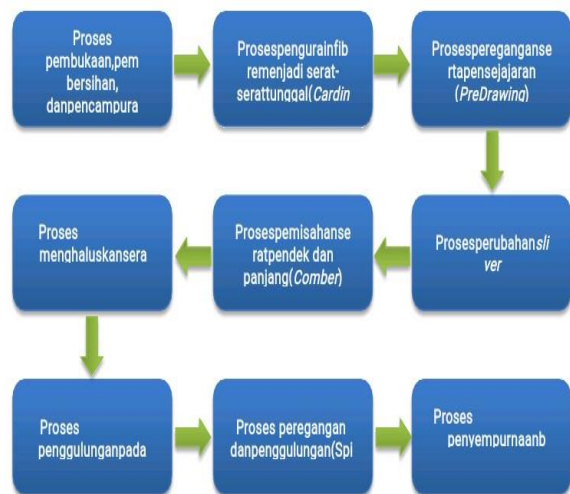 Proses
pembukaan,pem
bersihan,
danpencampura
Prosespengurainfib
remenjadi serat-
serattunggal(Cardin
Prosespereganganse
rtapensejajaran
(PreDrawing)
Prosesperubahansli
ver
Prosespemisahanse
ratpendek dan
panjang(Comber)
Proses
menghaluskansera
Proses
penggulunganpada
Proses peregangan
danpenggulungan(Spi
Proses
penyempurnaanb